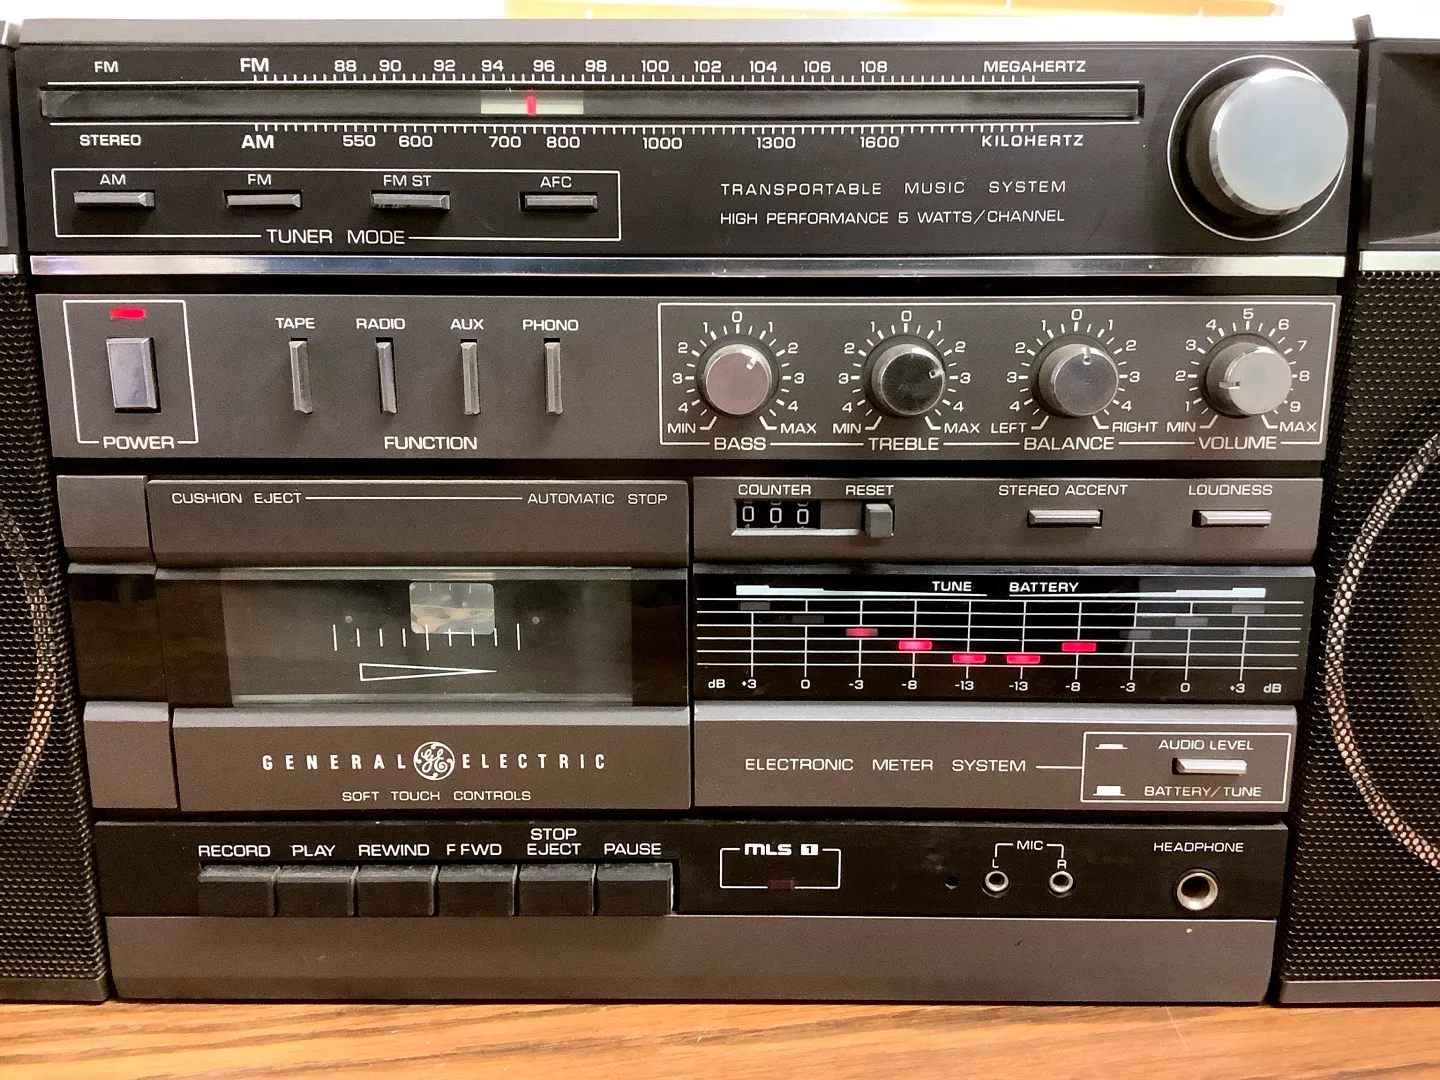 FM FM 88 90 92 94 96 98 100 102 104 106 108 MEGAHERTZ
STEREO AM 550 600 700 800 1000 1300 1600 KILOHERTZ
AM FM FM ST AFC
TUNER MODE
TRANSPORTABLE MUSIC SYSTEM
HIGH PERFORMANCE 5 WATTS/CHANNEL
POWER
TAPE RADIO AUX PHONO
FUNCTION
MIN 4 3 2 1 0 1 2 3 4 MAX
BASS
MIN 4 3 2 1 0 1 2 3 4 MAX
TREBLE
LEFT 4 3 2 1 0 1 2 3 4 RIGHT
BALANCE
MIN 1 2 3 4 5 6 7 8 9 MAX
VOLUME
CUSHION EJECT AUTOMATIC STOP
COUNTER RESET STEREO ACCENT LOUDNESS
0 0 0
TUNE BATTERY
dB +3 0 -3 -8 -13 -13 -8 -3 0 +3 dB
GENERAL GE ELECTRIC
SOFT TOUCH CONTROLS
ELECTRONIC METER SYSTEM
AUDIO LEVEL
BATTERY/TUNE
RECORD PLAY REWIND F FWD STOP EJECT PAUSE
MLS 1
MIC
L R
HEADPHONE